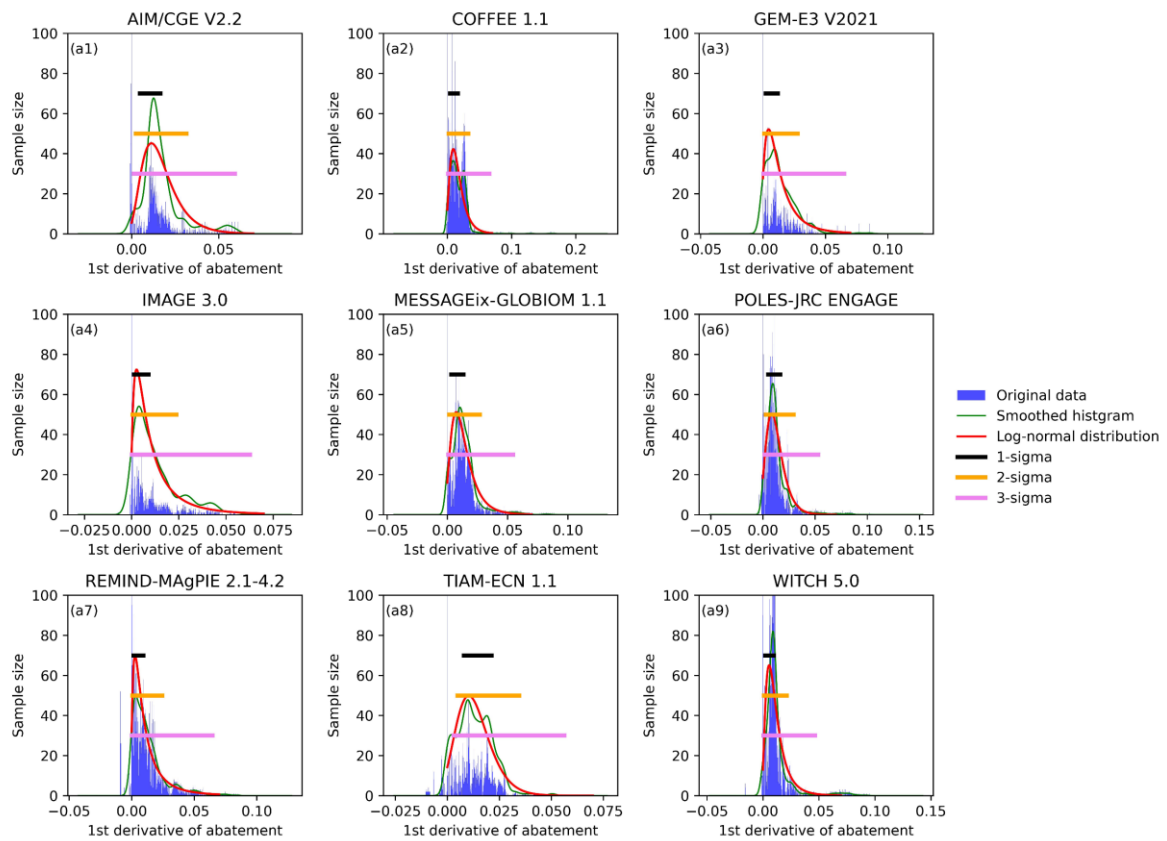 AIM/CGE V2.2
COFFEE 1.1
GEM-E3 V2021
(a1)
(a2)
(a3)
100
80
60
40
20
0
Sample size
0.00
0.05
1st derivative of abatement
100
80
60
40
20
0
Sample size
0.0
0.1
0.2
1st derivative of abatement
100
80
60
40
20
0
Sample size
−0.05
0.00
0.05
0.10
1st derivative of abatement
IMAGE 3.0
MESSAGEix-GLOBIOM 1.1
POLES-JRC ENGAGE
(a4)
(a5)
(a6)
100
80
60
40
20
0
Sample size
−0.025
0.000
0.025
0.050
0.075
1st derivative of abatement
100
80
60
40
20
0
Sample size
−0.05
0.00
0.05
0.10
1st derivative of abatement
100
80
60
40
20
0
Sample size
−0.05
0.00
0.05
0.10
0.15
1st derivative of abatement
Original data
Smoothed histgram
Log-normal distribution
1-sigma
2-sigma
3-sigma
REMIND-MAgPIE 2.1-4.2
TIAM-ECN 1.1
WITCH 5.0
(a7)
(a8)
(a9)
100
80
60
40
20
0
Sample size
−0.05
0.00
0.05
0.10
1st derivative of abatement
100
80
60
40
20
0
Sample size
−0.025
0.000
0.025
0.050
0.075
1st derivative of abatement
100
80
60
40
20
0
Sample size
−0.05
0.00
0.05
0.10
0.15
1st derivative of abatement